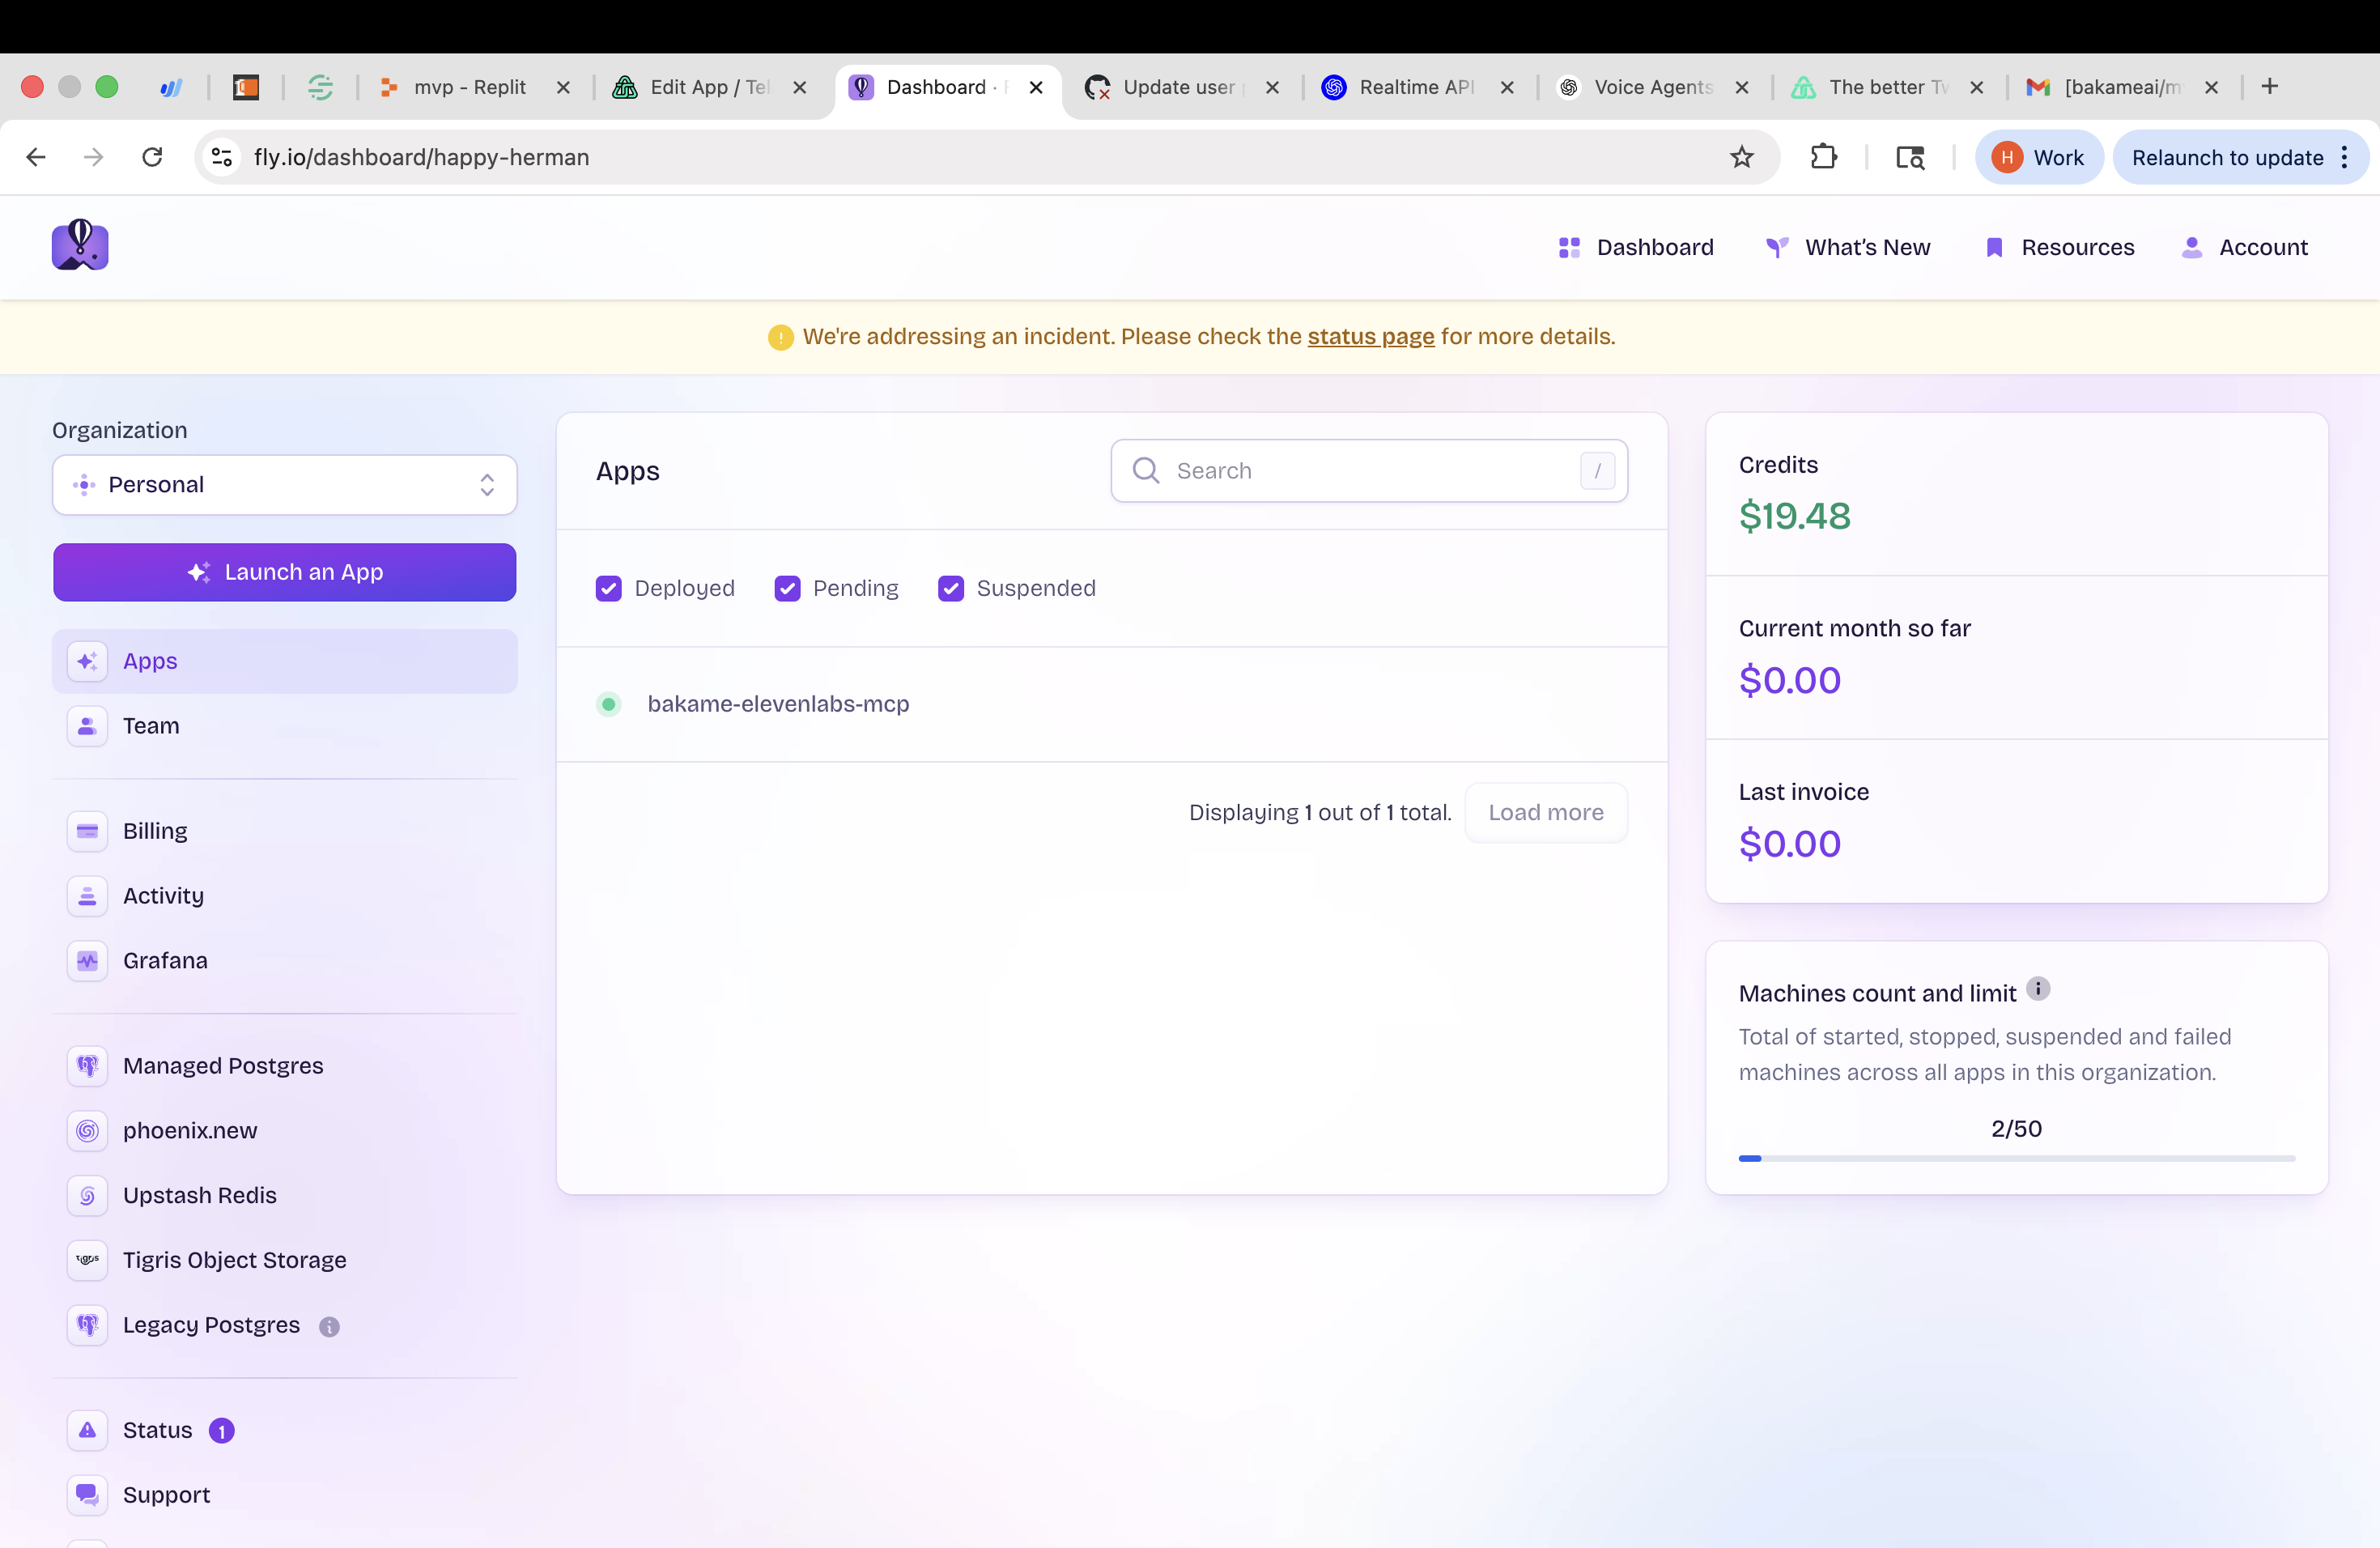 mvp - Replit
Edit App / Tel
Dashboard ·
Update user
Realtime API
Voice Agents
The better Tw
[bakameai/m
fly.io/dashboard/happy-herman
H
Work
Relaunch to update
Dashboard
What's New
Resources
Account
We're addressing an incident. Please check the status page for more details.
Organization
Personal
Launch an App
Apps
Team
Billing
Activity
Grafana
Managed Postgres
phoenix.new
Upstash Redis
tigris
Tigris Object Storage
Legacy Postgres
Status 1
Support
Apps
Search
/
Deployed
Pending
Suspended
bakame-elevenlabs-mcp
Displaying 1 out of 1 total.
Load more
Credits
$19.48
Current month so far
$0.00
Last invoice
$0.00
Machines count and limit
Total of started, stopped, suspended and failed
machines across all apps in this organization.
2/50